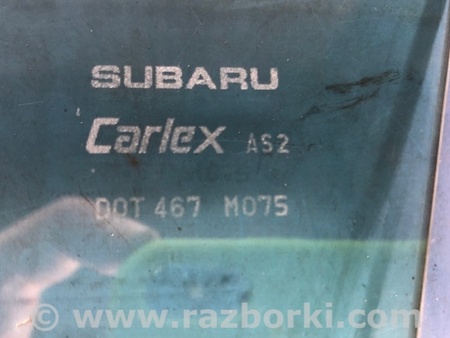 SUBARU
Carlex AS2
DOT 467 M075
© www.razborki.com